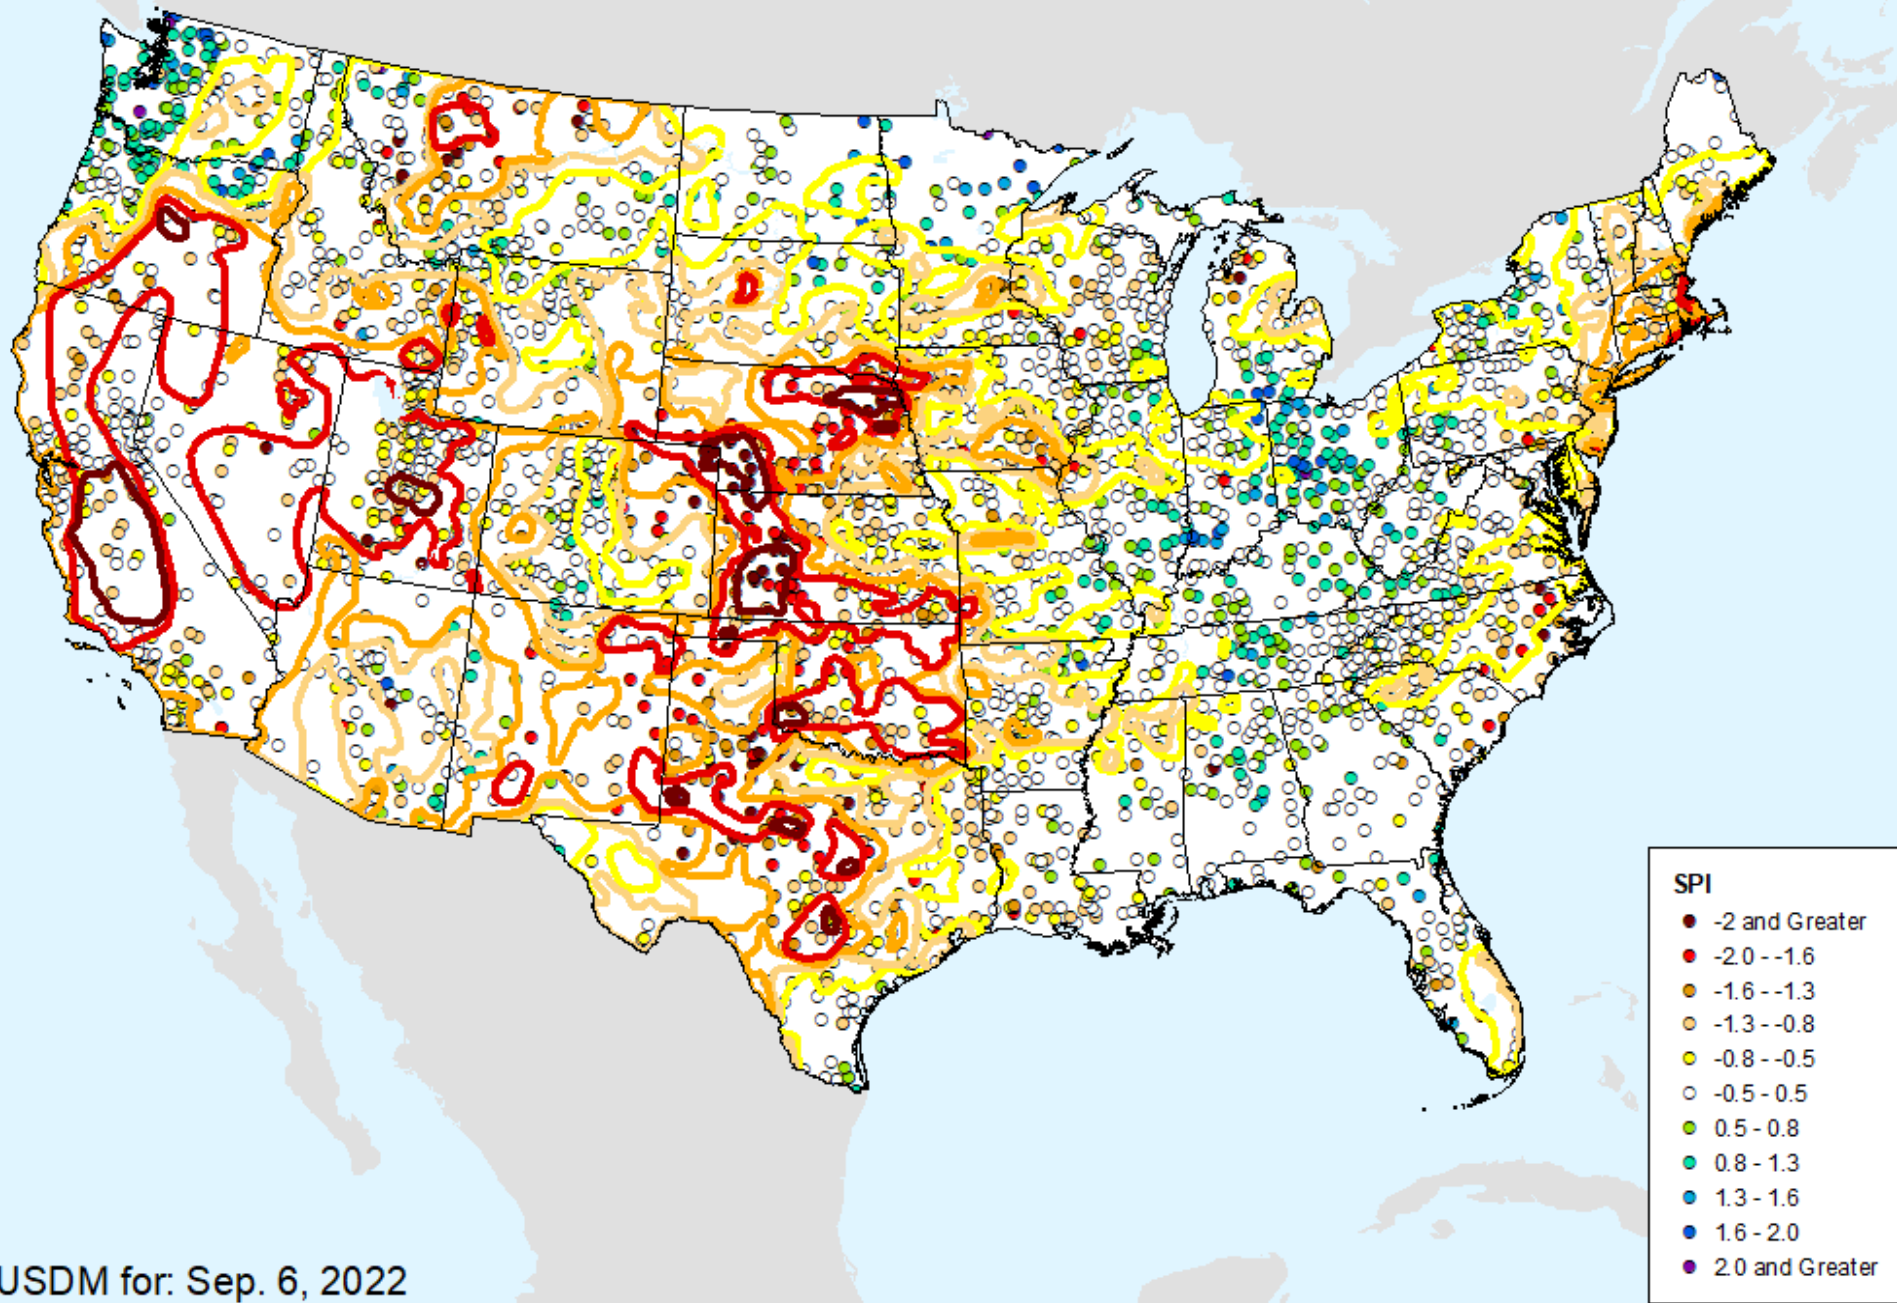 SPI
-2 and Greater
-2.0 - -1.6
-1.6 - -1.3
-1.3 - -0.8
-0.8 - -0.5
-0.5 - 0.5
0.5 - 0.8
0.8 - 1.3
1.3 - 1.6
1.6 - 2.0
2.0 and Greater
USDM for: Sep. 6, 2022